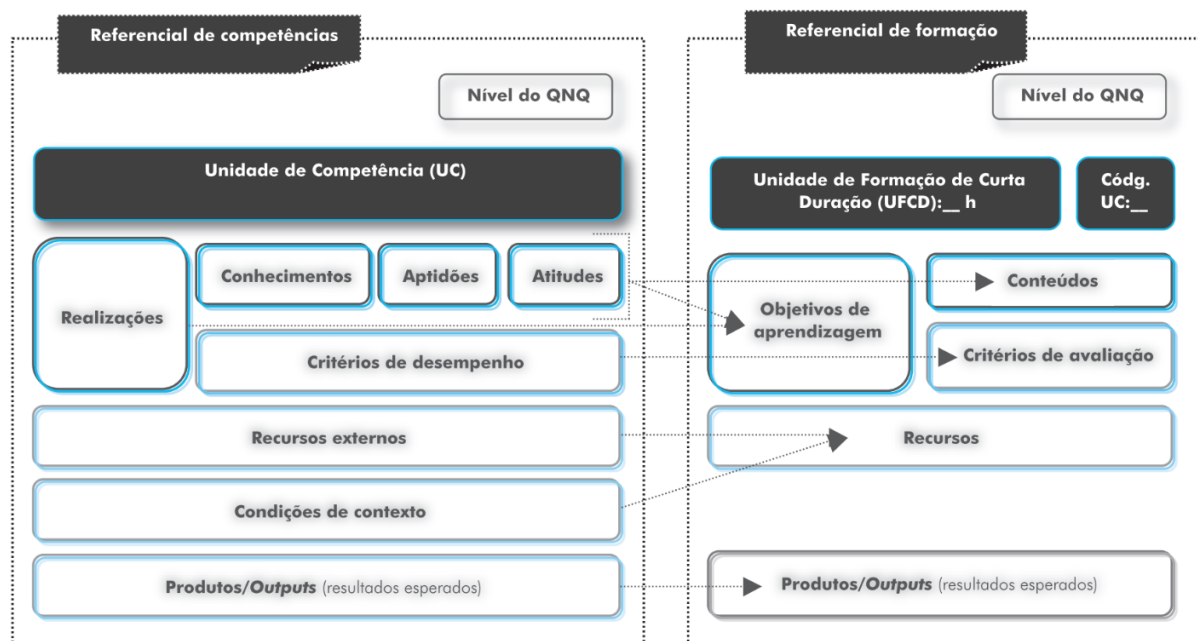 Referencial de competências
Nível do QNQ
Unidade de Competência (UC)
Realizações
Conhecimentos
Aptidões
Atitudes
Critérios de desempenho
Recursos externos
Condições de contexto
Produtos/Outputs (resultados esperados)
Referencial de formação
Nível do QNQ
Unidade de Formação de Curta
Duração (UFCD):__ h
Códg.
UC:__
Objetivos de
aprendizagem
Conteúdos
Critérios de avaliação
Recursos
Produtos/Outputs (resultados esperados)